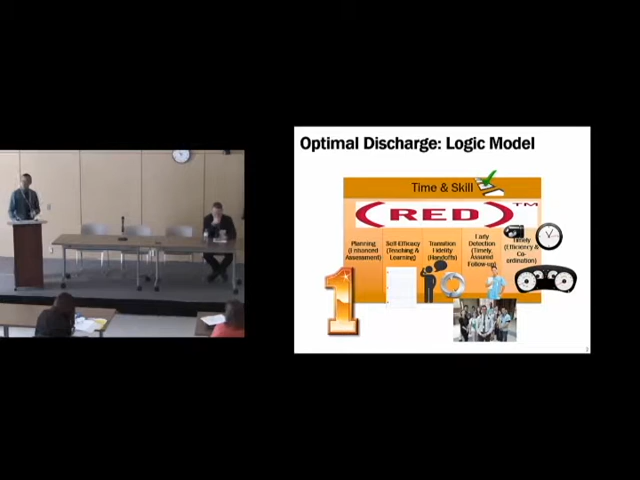 Optimal Discharge: Logic Model
Time & Skill
(RED)™
Planning
(Enhanced
Assessment)
Self Efficacy
(Teaching &
Learning)
Transition
Fidelity
(Handoffs)
Early
Detection
(Timely,
Assured
Follow-up)
Timely
(Efficiency &
Co-
ordination)
1